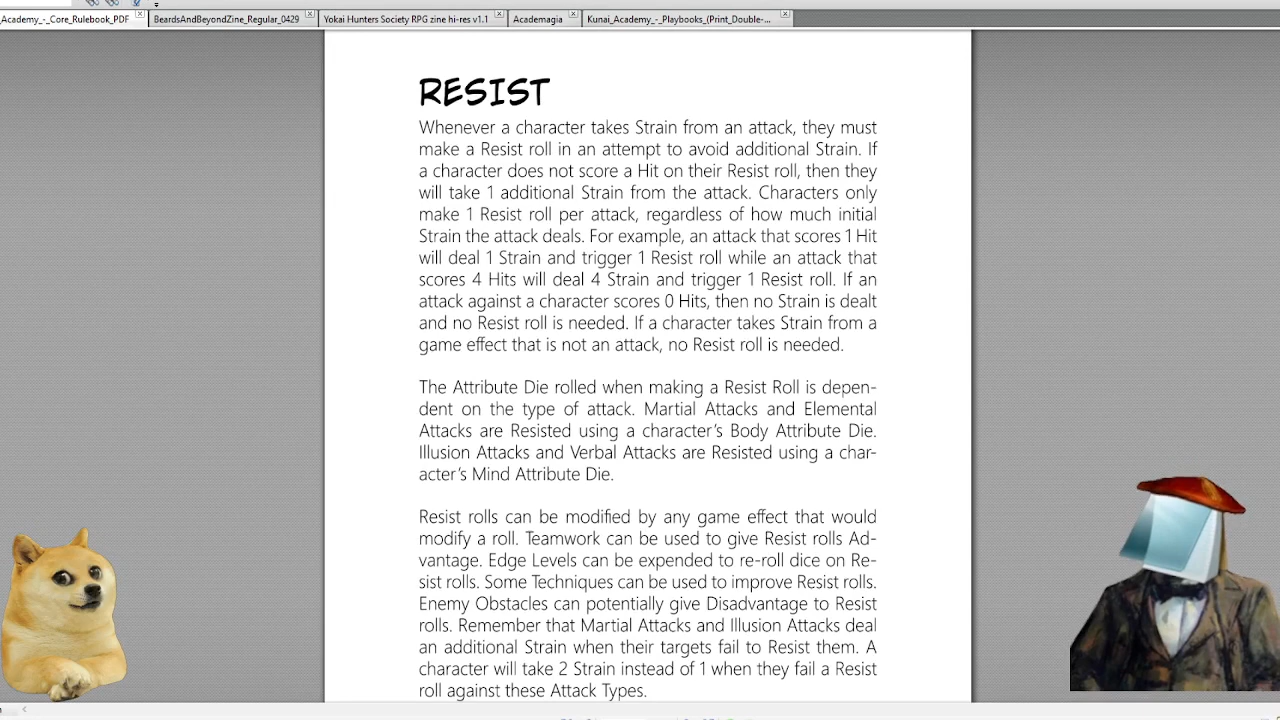 _Academy_-_Core_Rulebook_PDF
BeardsAndBeyondZine_Regular_0429
Yokai Hunters Society RPG zine hi-res v1.1
Academagia
Kunai_Academy_-_Playbooks_(Print_Double-...
RESIST
Whenever a character takes Strain from an attack, they must
make a Resist roll in an attempt to avoid additional Strain. If
a character does not score a Hit on their Resist roll, then they
will take 1 additional Strain from the attack. Characters only
make 1 Resist roll per attack, regardless of how much initial
Strain the attack deals. For example, an attack that scores 1 Hit
will deal 1 Strain and trigger 1 Resist roll while an attack that
scores 4 Hits will deal 4 Strain and trigger 1 Resist roll. If an
attack against a character scores 0 Hits, then no Strain is dealt
and no Resist roll is needed. If a character takes Strain from a
game effect that is not an attack, no Resist roll is needed.
The Attribute Die rolled when making a Resist Roll is depen-
dent on the type of attack. Martial Attacks and Elemental
Attacks are Resisted using a character's Body Attribute Die.
Illusion Attacks and Verbal Attacks are Resisted using a char-
acter's Mind Attribute Die.
Resist rolls can be modified by any game effect that would
modify a roll. Teamwork can be used to give Resist rolls Ad-
vantage. Edge Levels can be expended to re-roll dice on Re-
sist rolls. Some Techniques can be used to improve Resist rolls.
Enemy Obstacles can potentially give Disadvantage to Resist
rolls. Remember that Martial Attacks and Illusion Attacks deal
an additional Strain when their targets fail to Resist them. A
character will take 2 Strain instead of 1 when they fail a Resist
roll against these Attack Types.